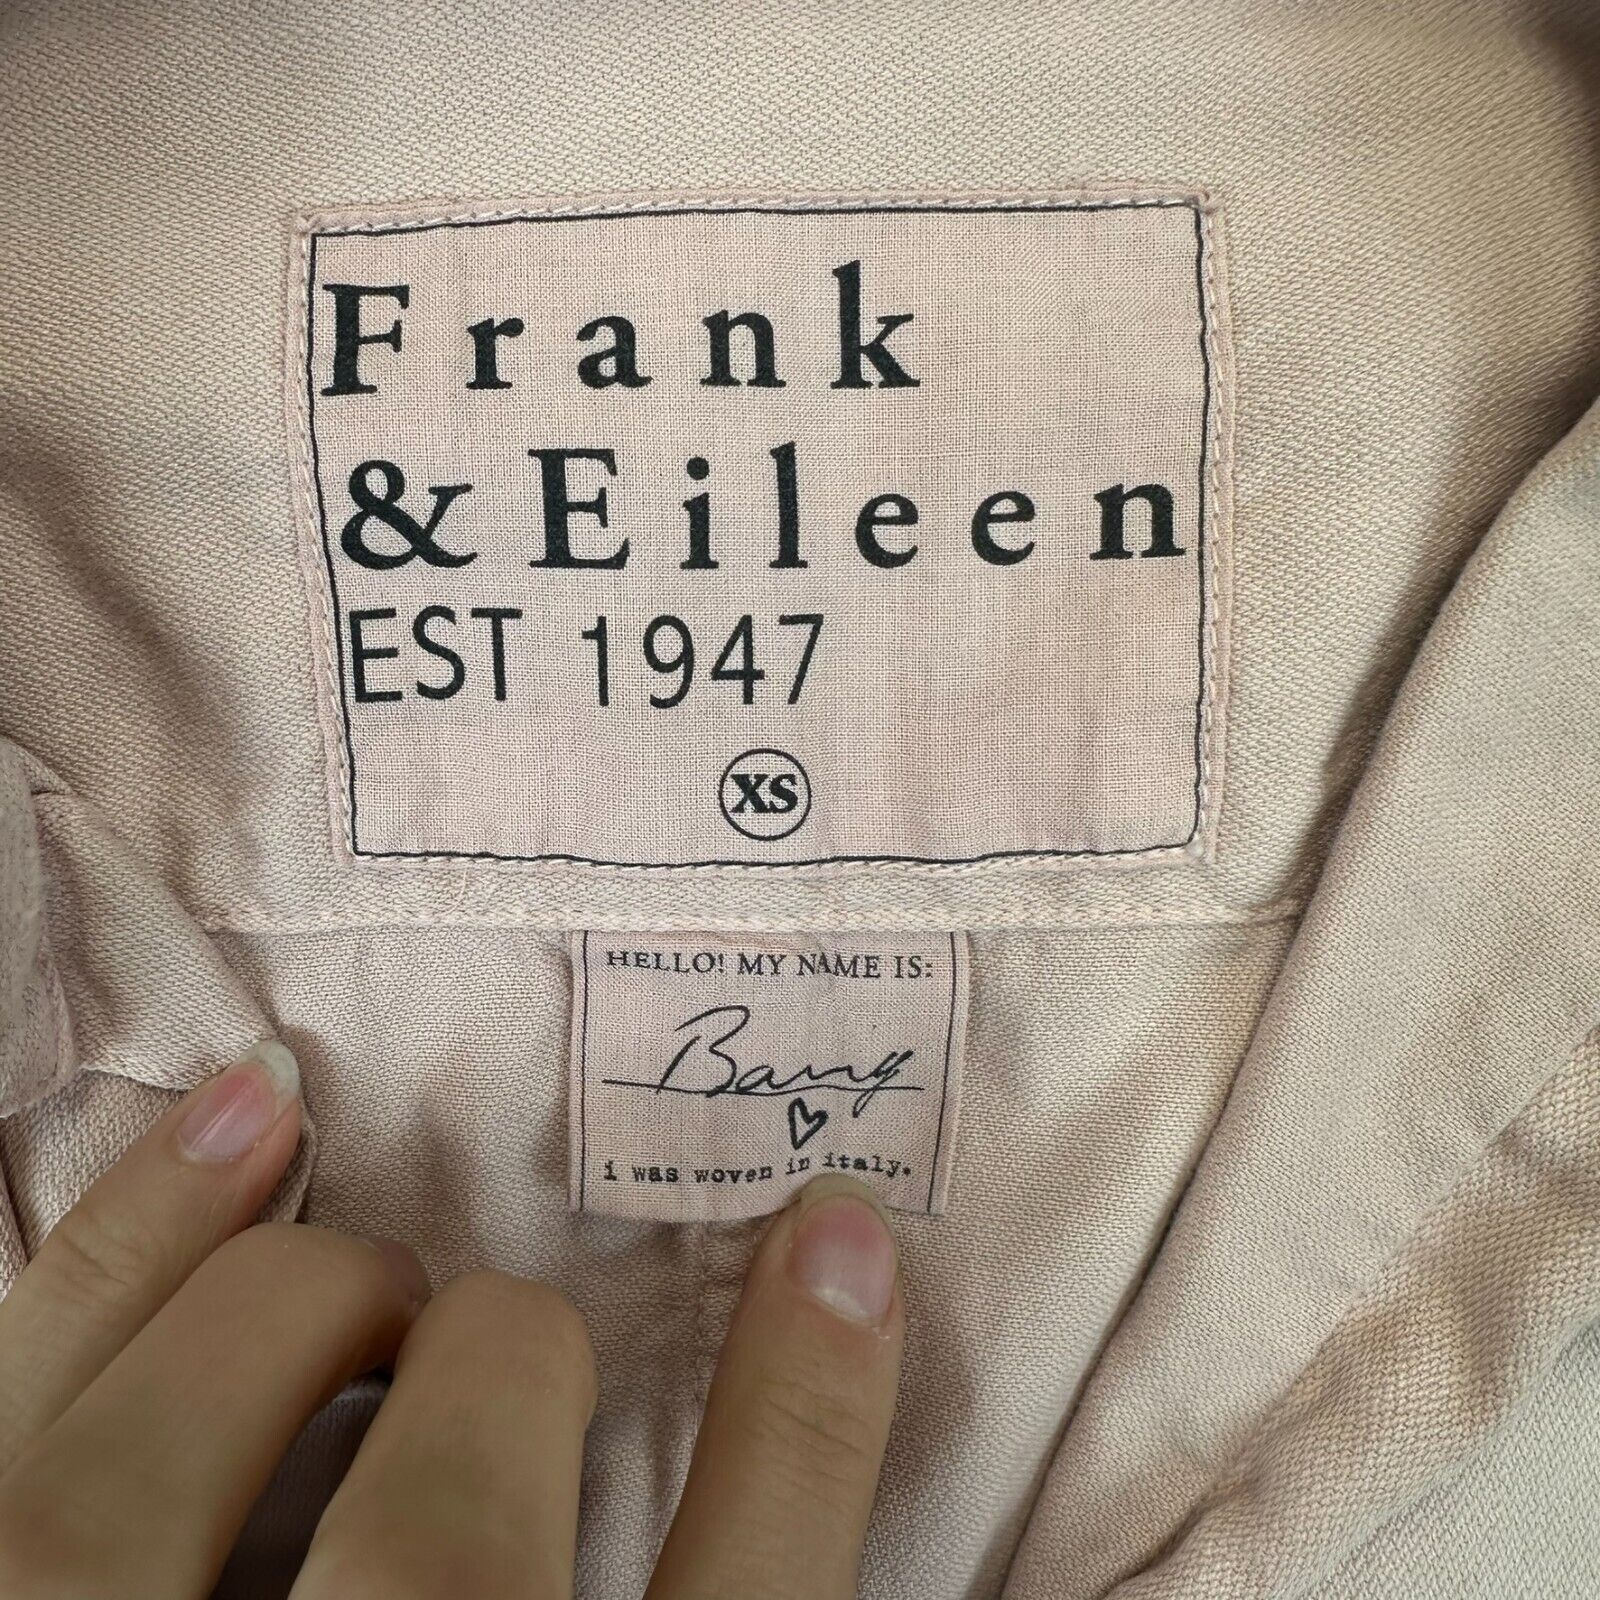 Frank
& Eileen
EST 1947
XS
HELLO! MY NAME IS:
Barry
i was woven in italy.